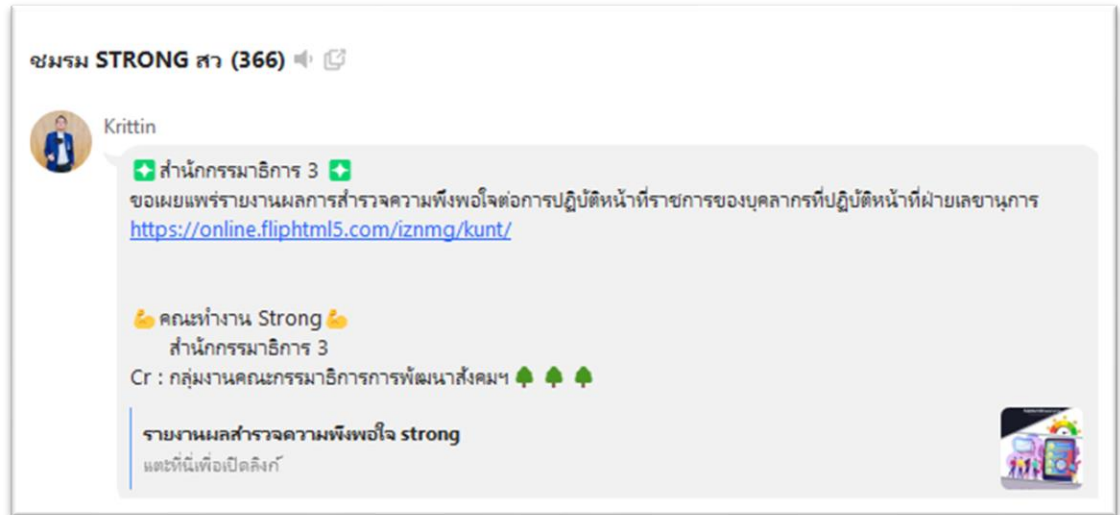 ชมรม STRONG สว (366)
Krittin
สำนักกรรมาธิการ 3
ขอเผยแพร่รายงานผลการสำรวจความพึงพอใจต่อการปฏิบัติหน้าที่ราชการของบุคลากรที่ปฏิบัติหน้าที่ฝ่ายเลขานุการ
https://online.fliphtml5.com/iznmg/kunt/
💪คณะทำงาน Strong💪
สำนักกรรมาธิการ 3
Cr : กลุ่มงานคณะกรรมาธิการการพัฒนาสังคมฯ 🌳 🌳 🌳
รายงานผลสำรวจความพึงพอใจ strong
แตะที่นี่เพื่อเปิดลิงก์